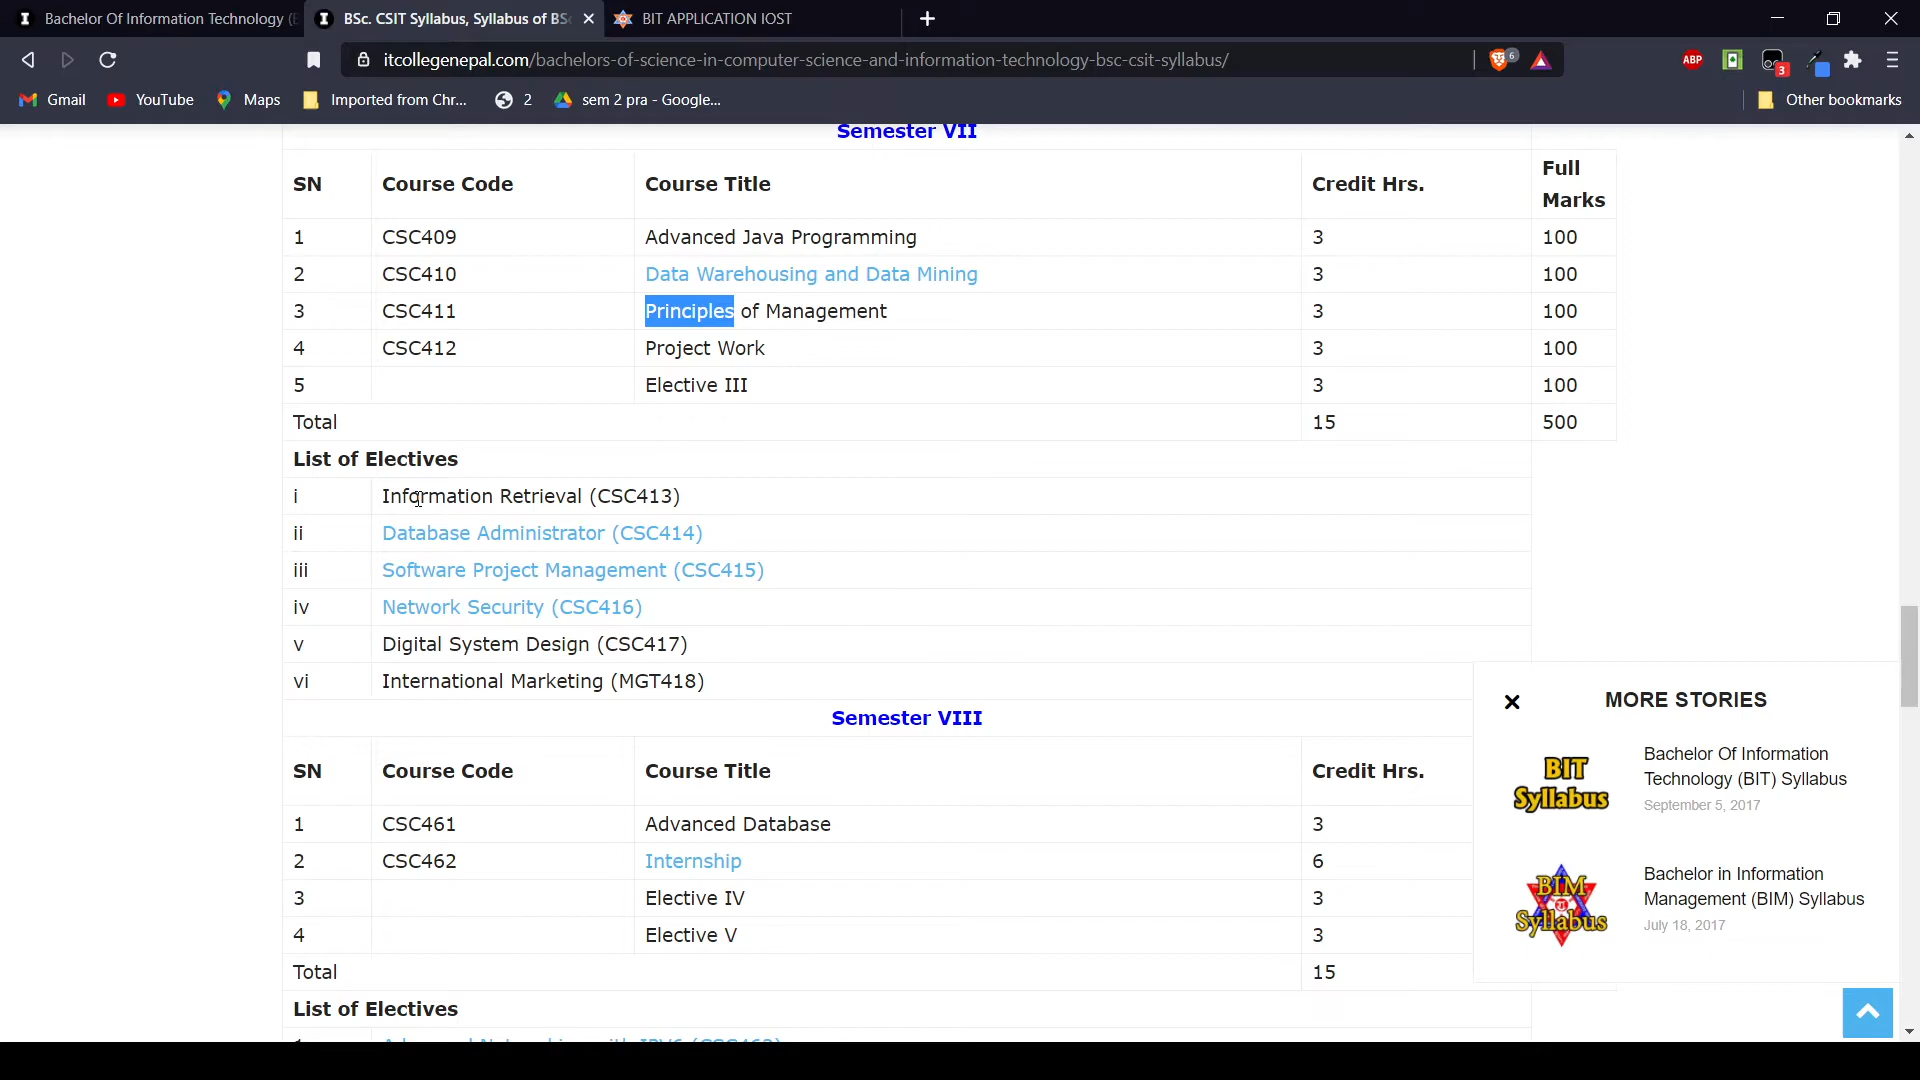 Bachelor Of Information Technology (
BSc. CSIT Syllabus, Syllabus of BS
BIT APPLICATION IOST
itcollegenepal.com/bachelors-of-science-in-computer-science-and-information-technology-bsc-csit-syllabus/
6
ABP
3
Gmail
YouTube
Maps
Imported from Chr...
2
sem 2 pra - Google...
Other bookmarks
Semester VII
SN Course Code Course Title Credit Hrs. Full Marks
1 CSC409 Advanced Java Programming 3 100
2 CSC410 Data Warehousing and Data Mining 3 100
3 CSC411 Principles of Management 3 100
4 CSC412 Project Work 3 100
5 Elective III 3 100
Total 15 500
List of Electives
i Information Retrieval (CSC413)
ii Database Administrator (CSC414)
iii Software Project Management (CSC415)
iv Network Security (CSC416)
v Digital System Design (CSC417)
vi International Marketing (MGT418)
Semester VIII
SN Course Code Course Title Credit Hrs.
1 CSC461 Advanced Database 3
2 CSC462 Internship 6
3 Elective IV 3
4 Elective V 3
Total 15
List of Electives
MORE STORIES
BIT
Syllabus
Bachelor Of Information
Technology (BIT) Syllabus
September 5, 2017
BIM
Syllabus
Bachelor in Information
Management (BIM) Syllabus
July 18, 2017